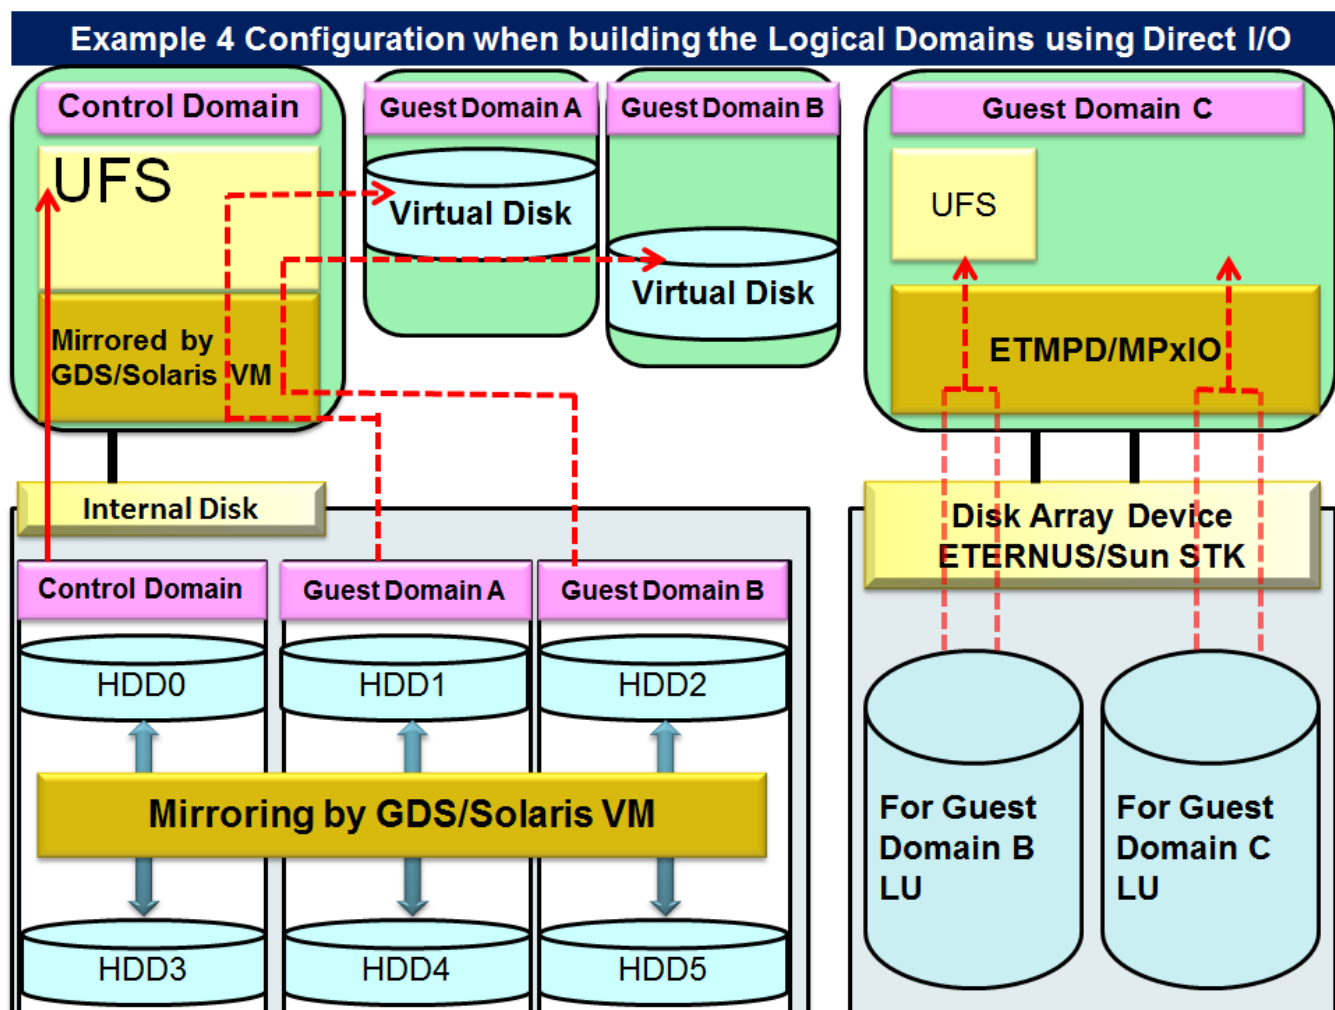 Example 4 Configuration when building the Logical Domains using Direct I/O
Control Domain
UFS
Mirrored by
GDS/Solaris VM
Guest Domain A
Virtual Disk
Guest Domain B
Virtual Disk
Guest Domain C
UFS
ETMPD/MPxIO
Internal Disk
Control Domain
Guest Domain A
Guest Domain B
HDD0
HDD1
HDD2
Mirroring by GDS/Solaris VM
HDD3
HDD4
HDD5
Disk Array Device
ETERNUS/Sun STK
For Guest
Domain B
LU
For Guest
Domain C
LU